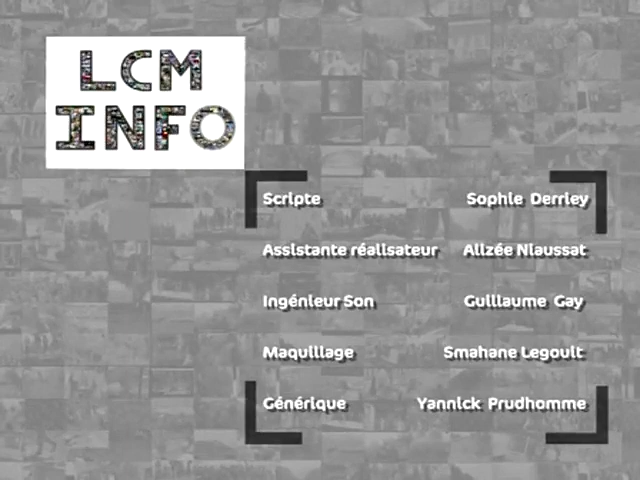 LCM
INFO
Scripte Sophie Derrley
Assistante réalisateur Alizée Niaussat
Ingénieur Son Guillaume Gay
Maquillage Smahane Legoult
Générique Yannick Prudhomme